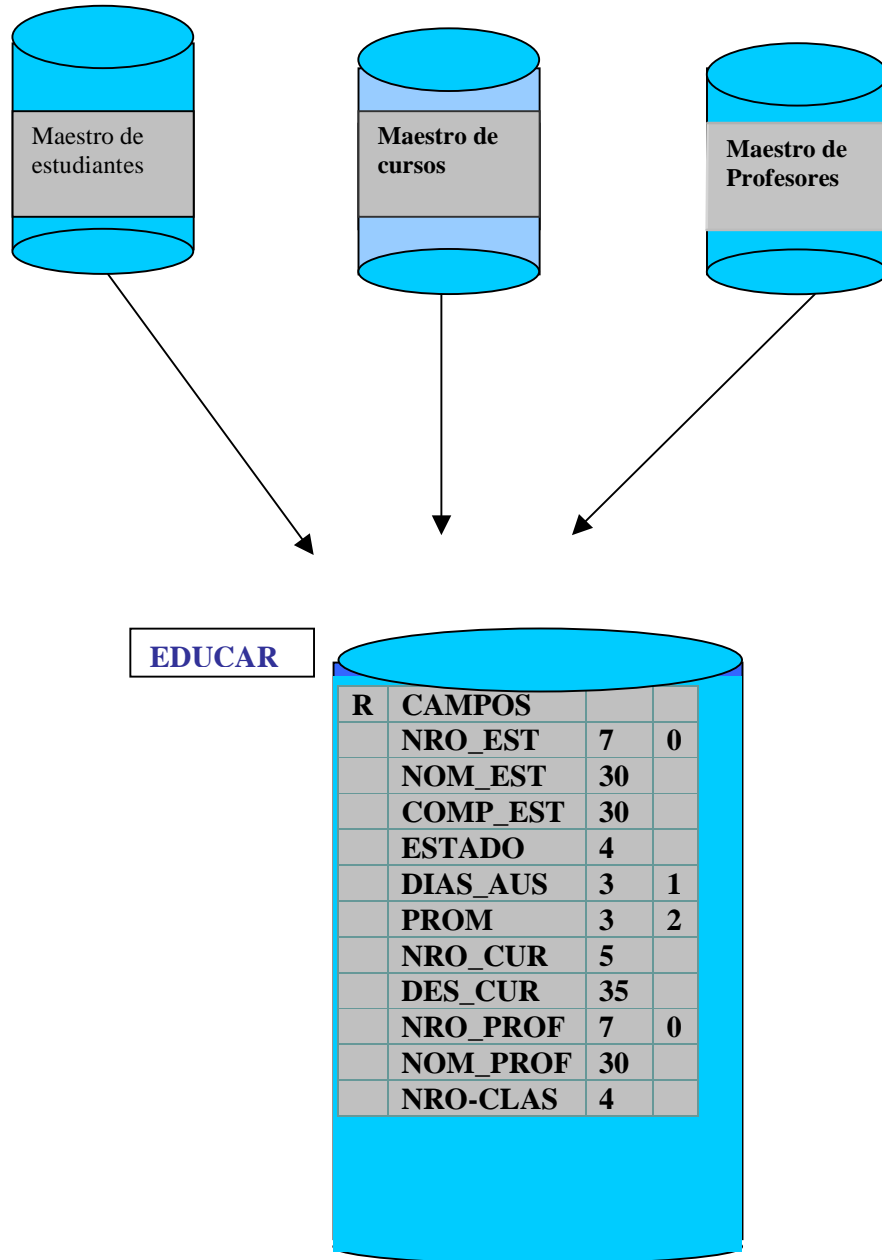 Maestro de
estudiantes
Maestro de
cursos
Maestro de
Profesores
EDUCAR
R CAMPOS
NRO_EST 7 0
NOM_EST 30
COMP_EST 30
ESTADO 4
DIAS_AUS 3 1
PROM 3 2
NRO_CUR 5
DES_CUR 35
NRO_PROF 7 0
NOM_PROF 30
NRO-CLAS 4